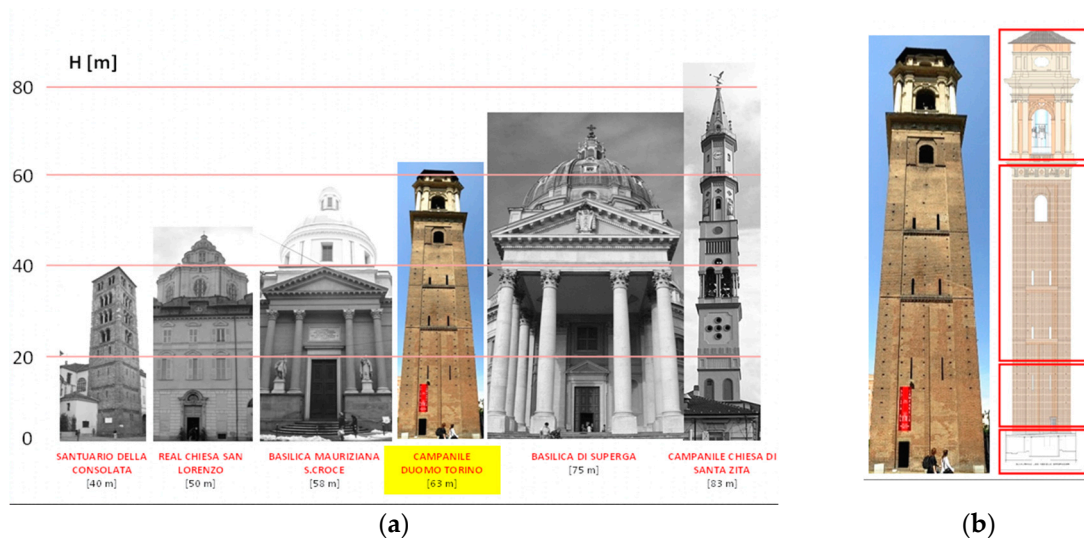 H [m]
80
60
40
20
0
SANTUARIO DELLA
CONSOLATA
[40 m]
REAL CHIESA SAN
LORENZO
[50 m]
BASILICA MAURIZIANA
S.CROCE
[58 m]
CAMPANILE
DUOMO TORINO
[63 m]
BASILICA DI SUPERGA
[75 m]
CAMPANILE CHIESA DI
SANTA ZITA
[83 m]
(a)
(b)